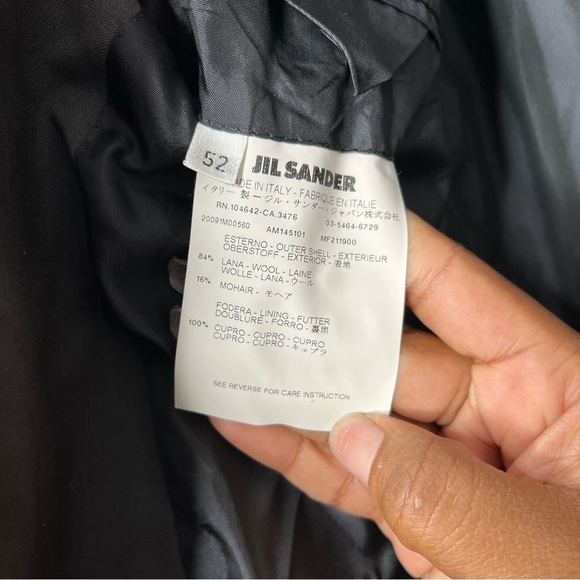 52
JIL SANDER
MADE IN ITALY - FABRIQUE EN ITALIE
イタリー 製 ージル・サンダー・ジャパン株式会社
RN.104642-CA.3476 03-5464-6729
20091M00560 AM145101 MF211900
ESTERNO - OUTER SHELL - EXTERIEUR
OBERSTOFF - EXTERIOR - 表地
84% LANA - WOOL - LAINE
WOLLE - LANA - ウール
16% MOHAIR - モヘア
FODERA - LINING - FUTTER
DOUBLURE - FORRO - 裏地
100% CUPRO - CUPRO - CUPRO
CUPRO - CUPRO - キュプラ
SEE REVERSE FOR CARE INSTRUCTION